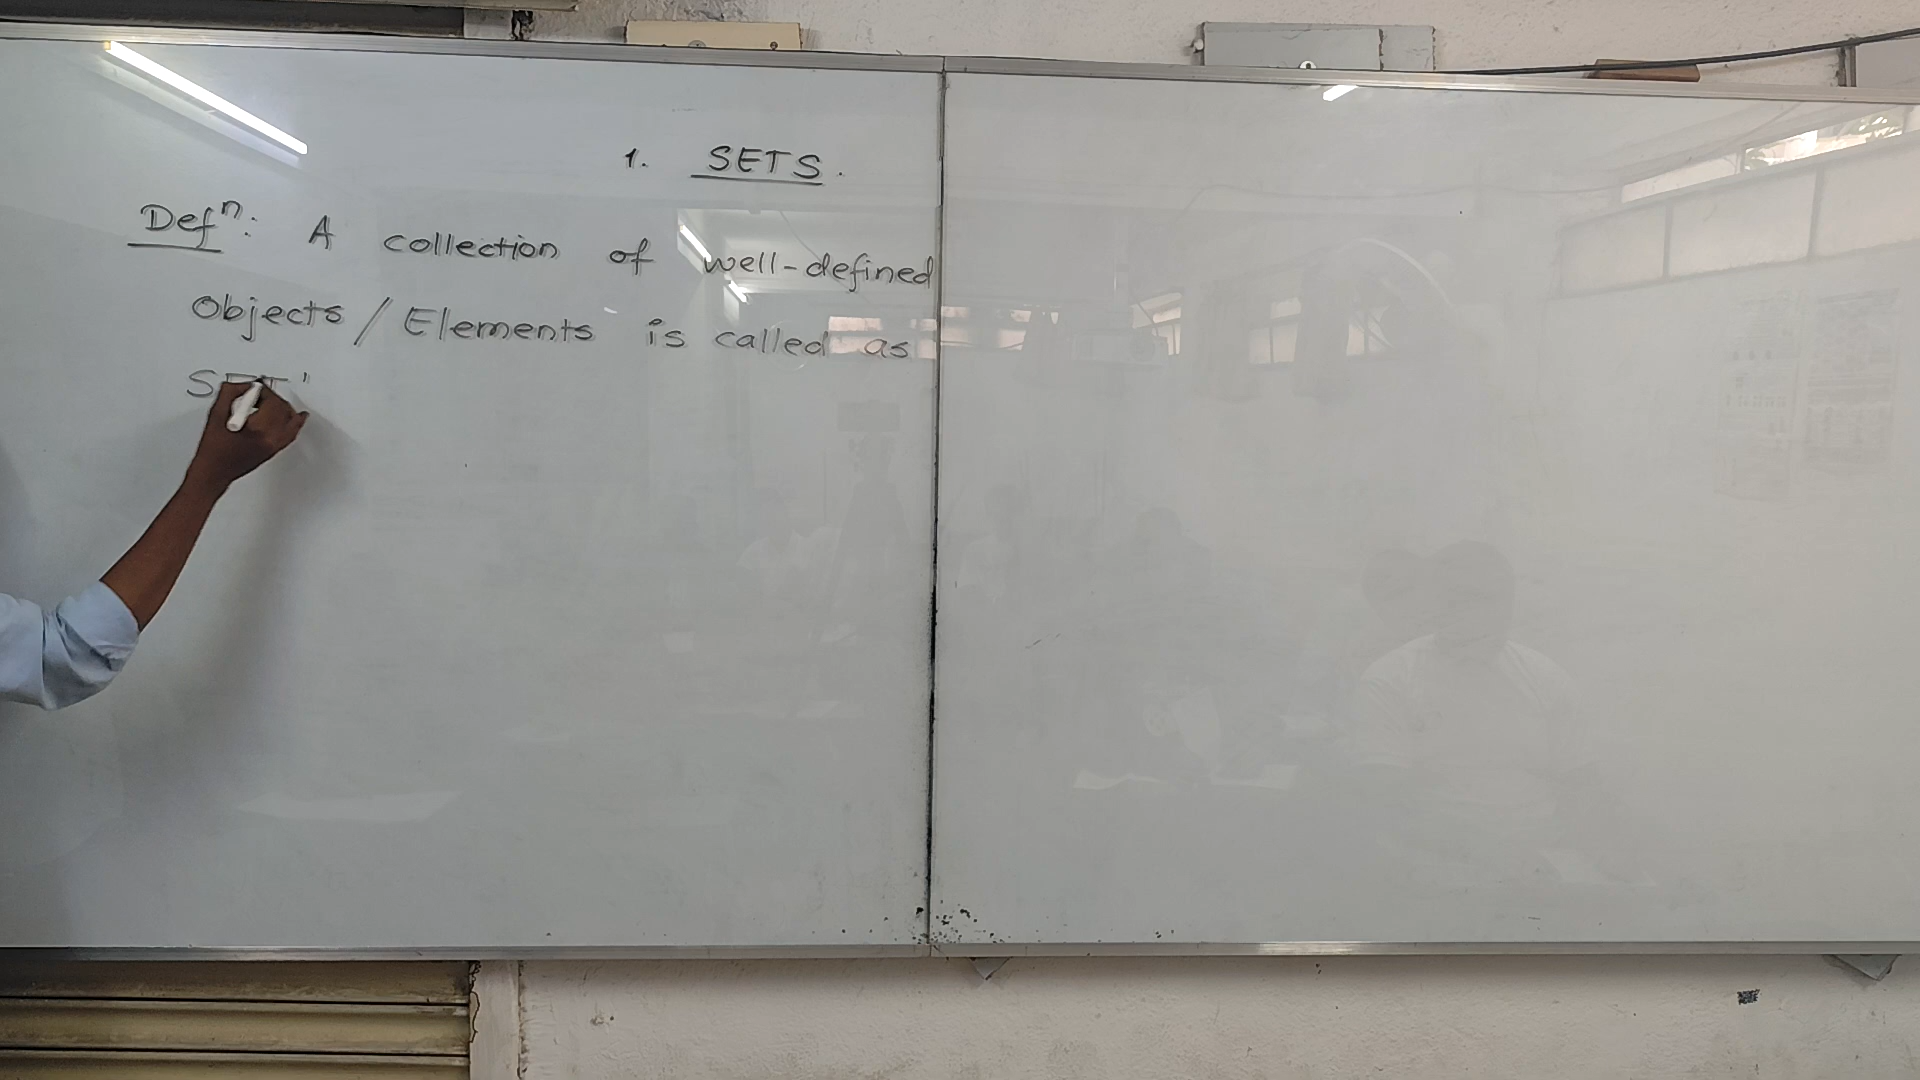 1. SETS.
Defⁿ: A collection of well-defined
Objects / Elements is called as
SET'